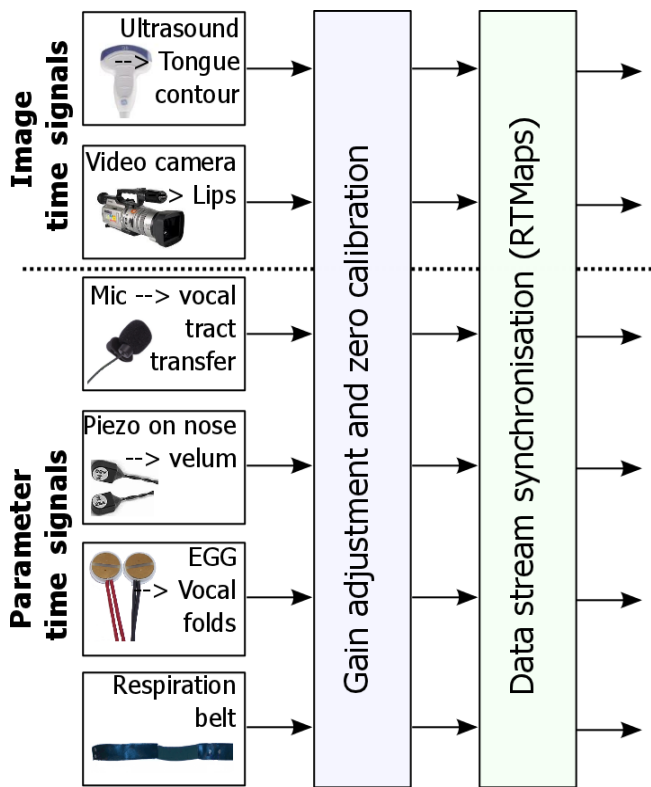 Image
time signals
Ultrasound
--> Tongue
contour
Video camera
> Lips
Parameter
time signals
Mic --> vocal
tract
transfer
Piezo on nose
--> velum
EGG
--> Vocal
folds
Respiration
belt
Gain adjustment and zero calibration
Data stream synchronisation (RTMaps)